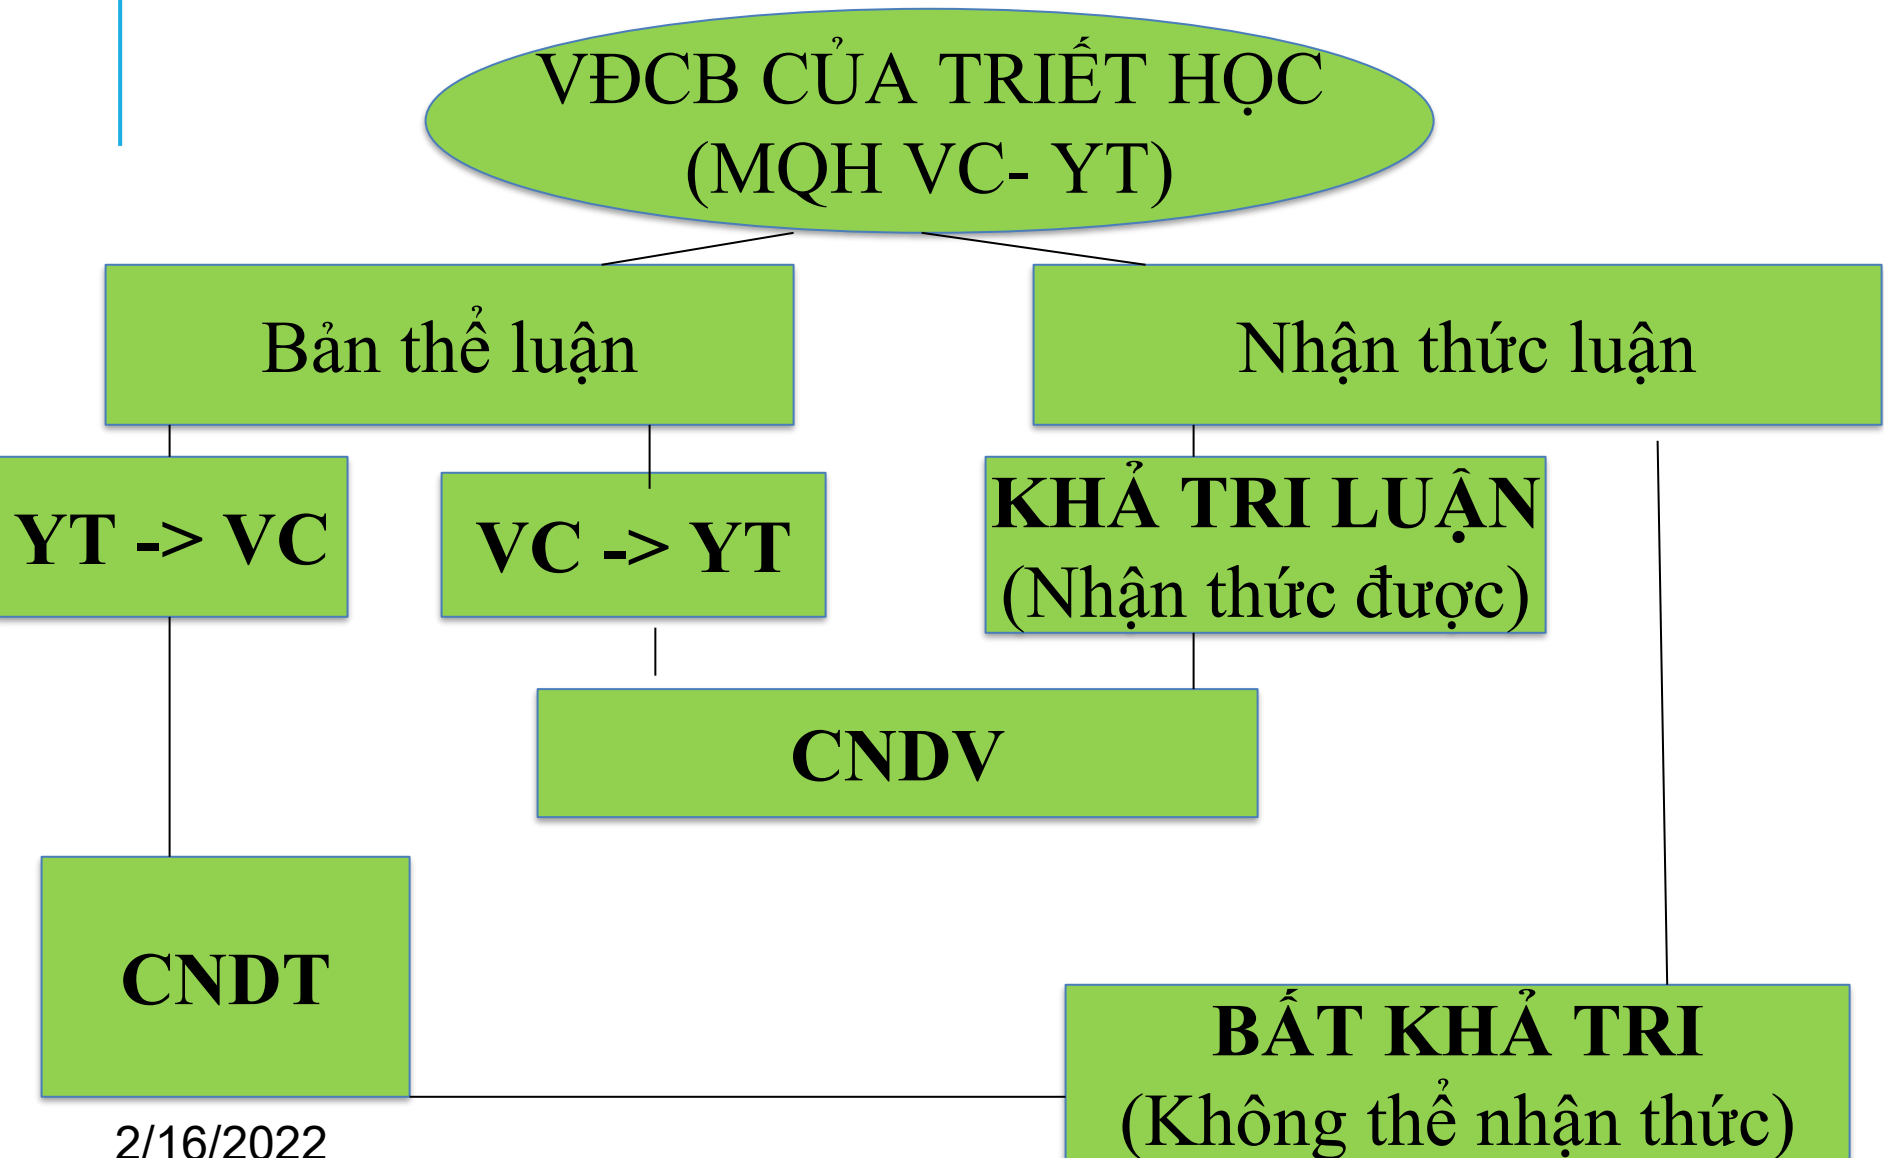 VĐCB CỦA TRIẾT HỌC
(MQH VC- YT)
Bản thể luận
Nhận thức luận
YT -> VC
VC -> YT
KHẢ TRI LUẬN
(Nhận thức được)
CNDV
CNDT
BẤT KHẢ TRI
(Không thể nhận thức)
2/16/2022